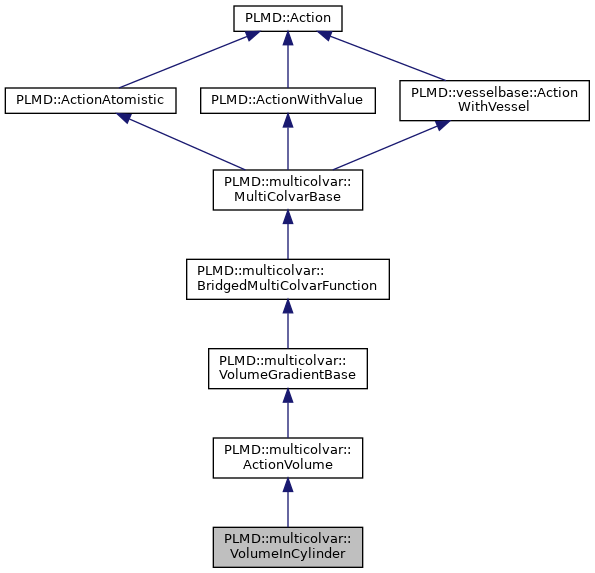 PLMD::Action
PLMD::ActionAtomistic
PLMD::ActionWithValue
PLMD::vesselbase::Action
WithVessel
PLMD::multicolvar::
MultiColvarBase
PLMD::multicolvar::
BridgedMultiColvarFunction
PLMD::multicolvar::
VolumeGradientBase
PLMD::multicolvar::
ActionVolume
PLMD::multicolvar::
VolumeInCylinder